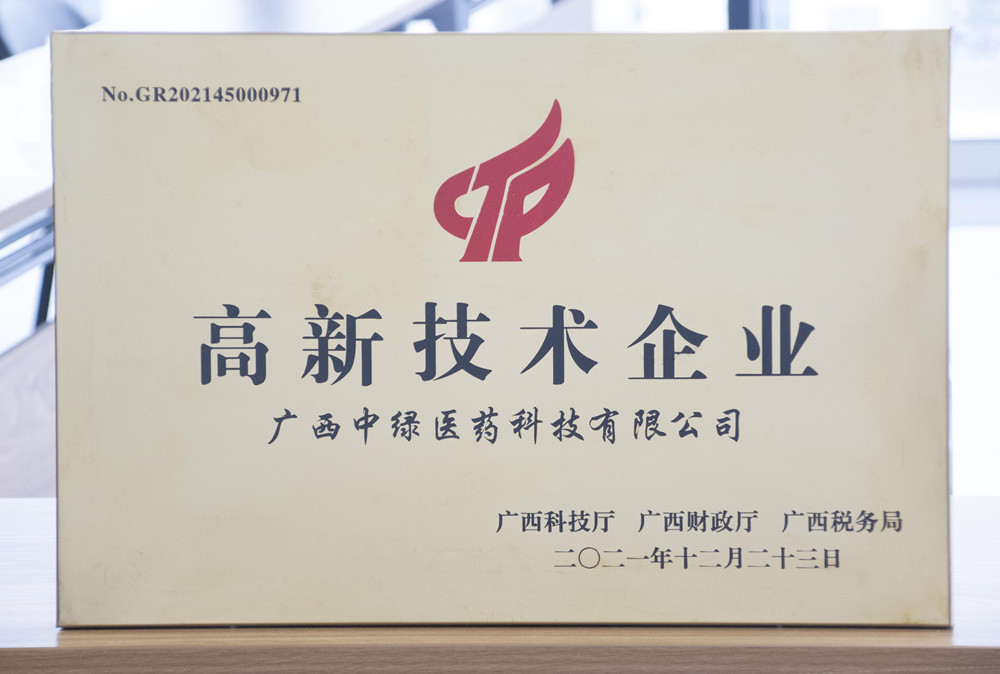 No.GR202145000971
高新技术企业
广西中绿医药科技有限公司
广西科技厅 广西财政厅 广西税务局
二〇二一年十二月二十三日